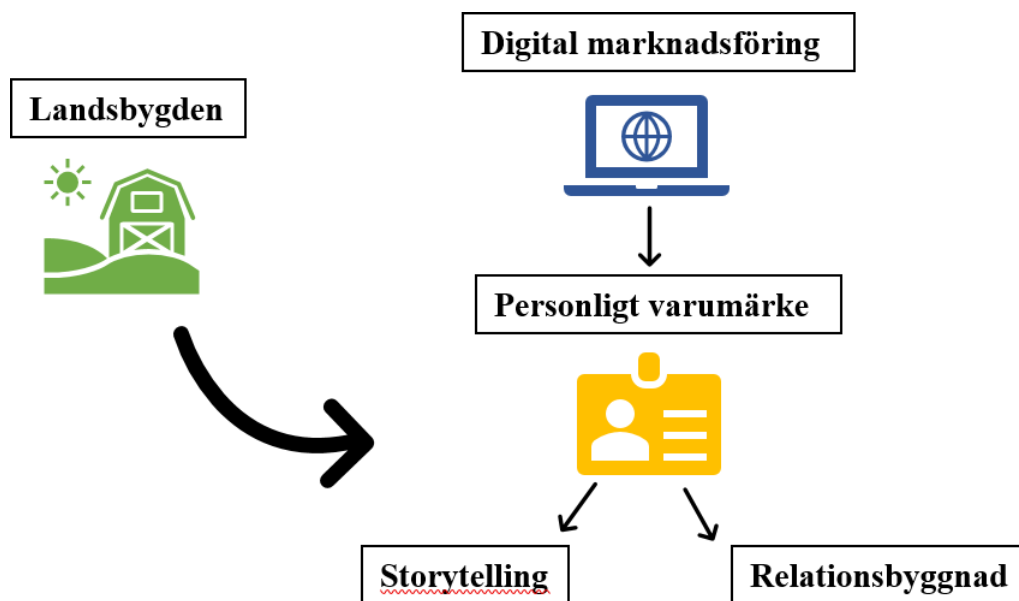 Digital marknadsföring
Landsbygden
Personligt varumärke
Storytelling
Relationsbyggnad